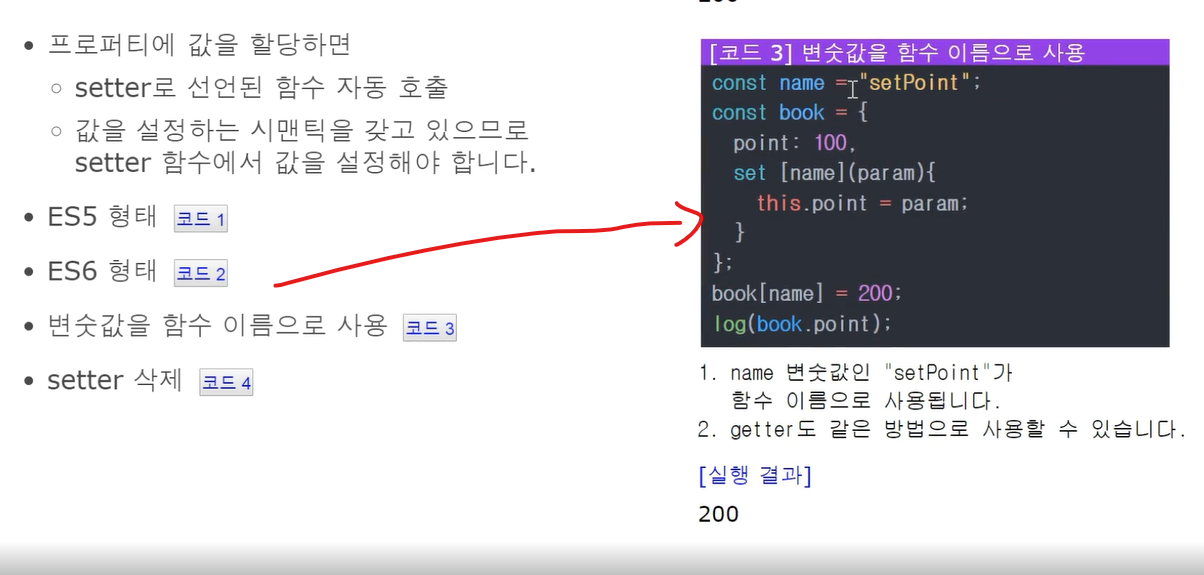 • 프로퍼티에 값을 할당하면
○ setter로 선언된 함수 자동 호출
○ 값을 설정하는 시맨틱을 갖고 있으므로
setter 함수에서 값을 설정해야 합니다.
• ES5 형태 코드 1
• ES6 형태 코드 2
• 변숫값을 함수 이름으로 사용 코드 3
• setter 삭제 코드 4
[코드 3] 변숫값을 함수 이름으로 사용
const name = "setPoint";
const book = {
point: 100,
set [name](param){
this.point = param;
}
};
book[name] = 200;
log(book.point);
1. name 변숫값인 "setPoint"가
함수 이름으로 사용됩니다.
2. getter도 같은 방법으로 사용할 수 있습니다.
[실행 결과]
200